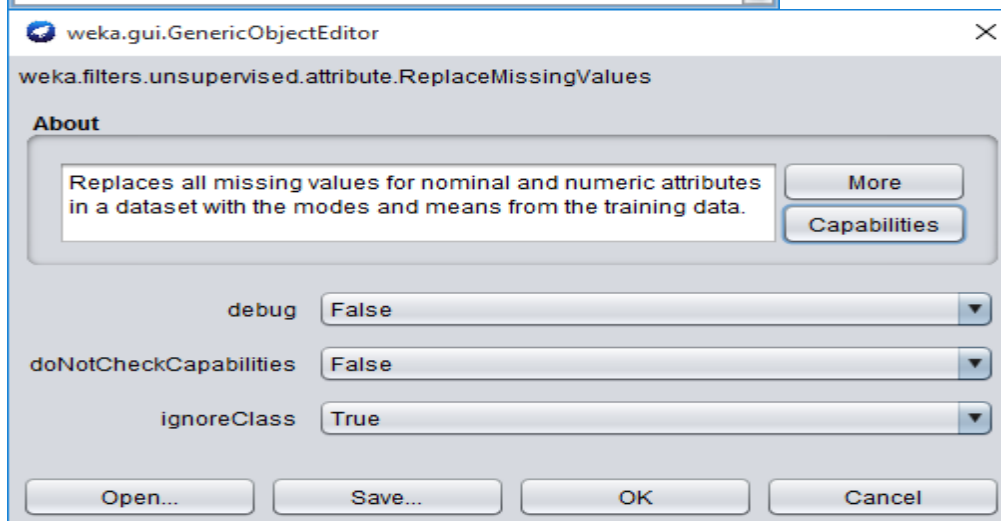 weka.gui.GenericObjectEditor
weka.filters.unsupervised.attribute.ReplaceMissingValues
About
Replaces all missing values for nominal and numeric attributes
in a dataset with the modes and means from the training data.
More
Capabilities
debug False
doNotCheckCapabilities False
ignoreClass True
Open... Save... OK Cancel